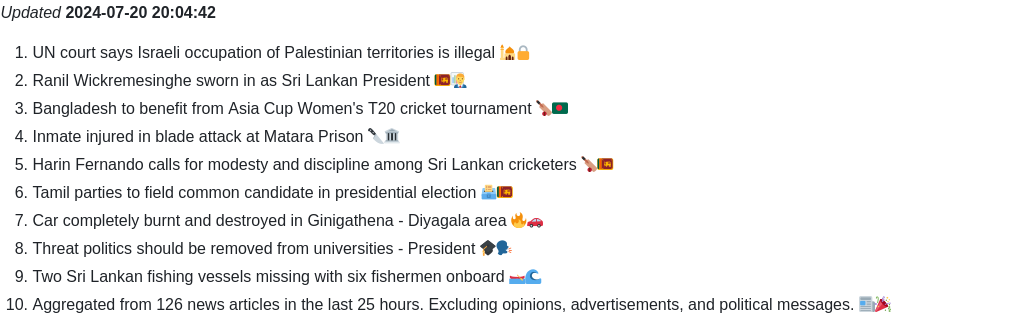 Updated 2024-07-20 20:04:42
1. UN court says Israeli occupation of Palestinian territories is illegal 🕌🔒
2. Ranil Wickremesinghe sworn in as Sri Lankan President 🇱🇰🧑‍💼
3. Bangladesh to benefit from Asia Cup Women's T20 cricket tournament 🏏🇧🇩
4. Inmate injured in blade attack at Matara Prison 🔪🏛️
5. Harin Fernando calls for modesty and discipline among Sri Lankan cricketers 🏏🇱🇰
6. Tamil parties to field common candidate in presidential election 🗳️🇱🇰
7. Car completely burnt and destroyed in Ginigathena - Diyagala area 🔥🚗
8. Threat politics should be removed from universities - President 🎓🗣️
9. Two Sri Lankan fishing vessels missing with six fishermen onboard 🚤🌊
10. Aggregated from 126 news articles in the last 25 hours. Excluding opinions, advertisements, and political messages. 📰🎉